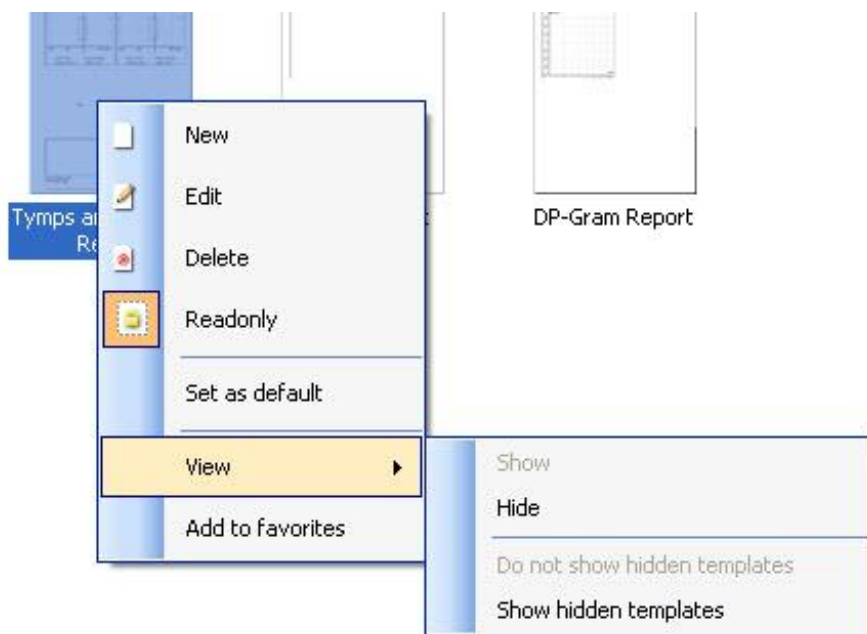 New
Edit
Tymps
DP-Gram Report
Delete
Readonly
Set as default
View
Show
Hide
Add to favorites
Do not show hidden templates
Show hidden templates